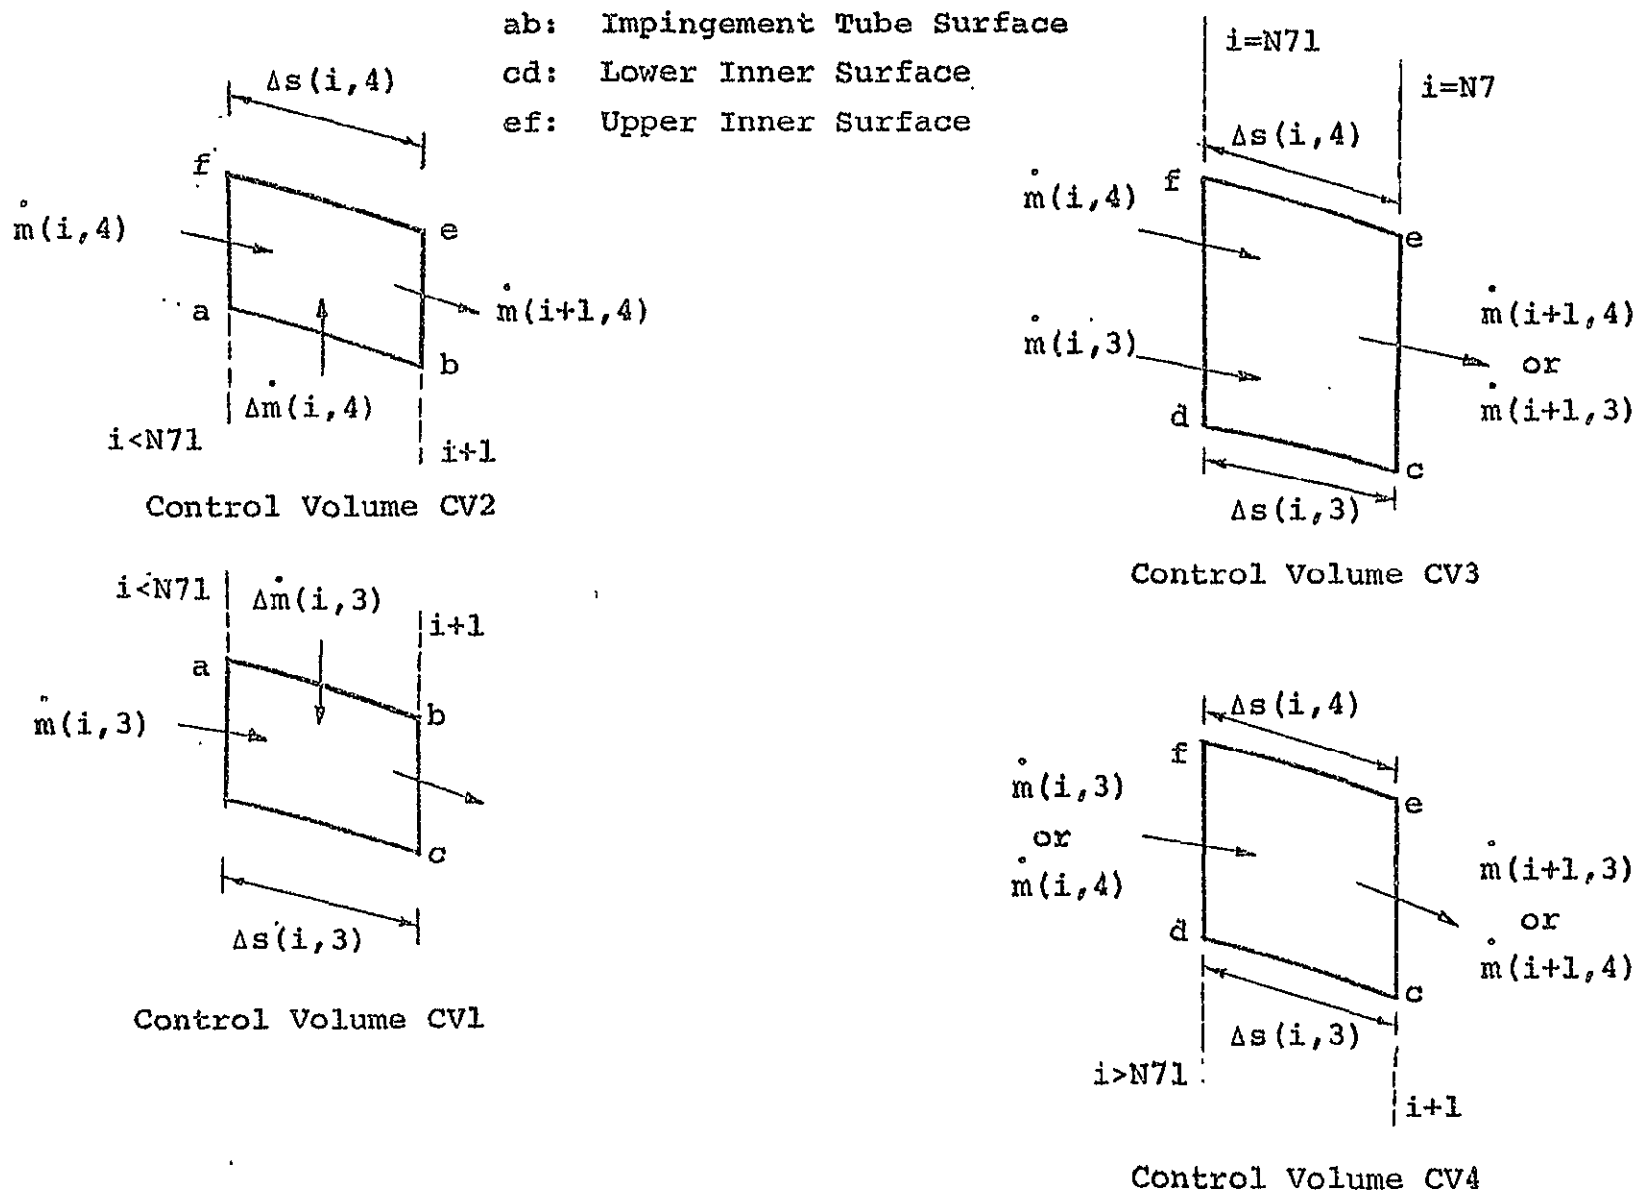 ab: Impingement Tube Surface
cd: Lower Inner Surface
ef: Upper Inner Surface
Δs(i,4)
f
ṁ(i,4)
e
a
ṁ(i+1,4)
b
Δṁ(i,4)
i<N71
i+1
Control Volume CV2
i=N71
i=N7
Δs(i,4)
f
ṁ(i,4)
e
ṁ(i+1,4)
ṁ(i,3)
or
ṁ(i+1,3)
d
c
Δs(i,3)
Control Volume CV3
i<N71
Δṁ(i,3)
i+1
a
b
ṁ(i,3)
c
Δs(i,3)
Control Volume CV1
Δs(i,4)
f
ṁ(i,3)
e
or
ṁ(i,4)
ṁ(i+1,3)
or
ṁ(i+1,4)
d
c
Δs(i,3)
i>N71
i+1
Control Volume CV4